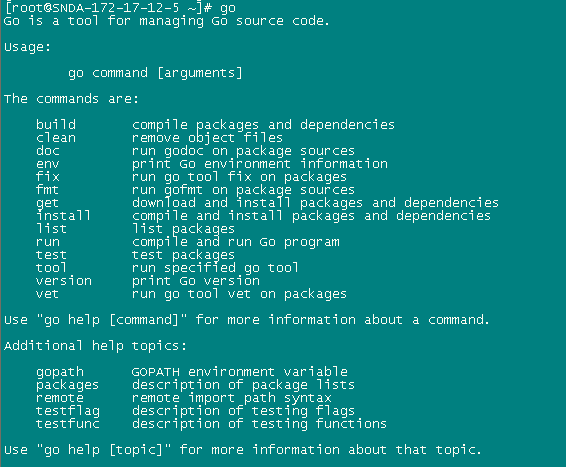 [root@SNDA-172-17-12-5 ~]# go
Go is a tool for managing Go source code.
Usage:
go command [arguments]
The commands are:
build compile packages and dependencies
clean remove object files
doc run godoc on package sources
env print Go environment information
fix run go tool fix on packages
fmt run gofmt on package sources
get download and install packages and dependencies
install compile and install packages and dependencies
list list packages
run compile and run Go program
test test packages
tool run specified go tool
version print Go version
vet run go tool vet on packages
Use "go help [command]" for more information about a command.
Additional help topics:
gopath GOPATH environment variable
packages description of package lists
remote remote import path syntax
testflag description of testing flags
testfunc description of testing functions
Use "go help [topic]" for more information about that topic.